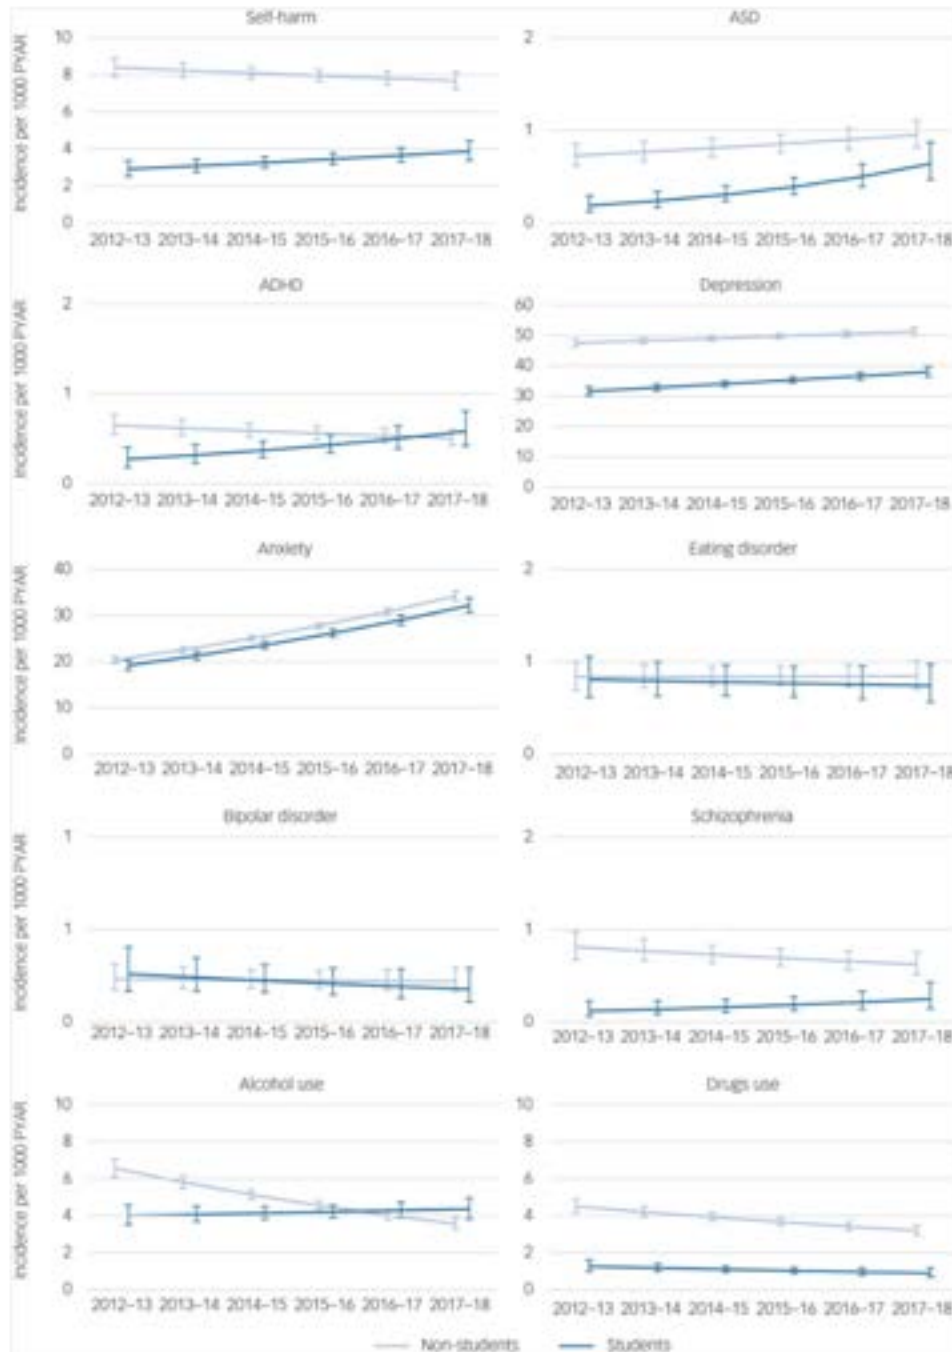 Self-harm
Incidence per 1000 PYAR
10
8
6
4
2
0
2012–13 2013–14 2014–15 2015–16 2016–17 2017–18
ASD
2
1
0
2012–13 2013–14 2014–15 2015–16 2016–17 2017–18
ADHD
Incidence per 1000 PYAR
2
1
0
2012–13 2013–14 2014–15 2015–16 2016–17 2017–18
Depression
60
50
40
30
20
10
0
2012–13 2013–14 2014–15 2015–16 2016–17 2017–18
Anxiety
Incidence per 1000 PYAR
40
30
20
10
0
2012–13 2013–14 2014–15 2015–16 2016–17 2017–18
Eating disorder
2
1
0
2012–13 2013–14 2014–15 2015–16 2016–17 2017–18
Bipolar disorder
Incidence per 1000 PYAR
1
1
0
2012–13 2013–14 2014–15 2015–16 2016–17 2017–18
Schizophrenia
2
1
0
2012–13 2013–14 2014–15 2015–16 2016–17 2017–18
Alcohol use
Incidence per 1000 PYAR
10
8
6
4
2
0
2012–13 2013–14 2014–15 2015–16 2016–17 2017–18
Drugs use
10
8
6
4
2
0
2012–13 2013–14 2014–15 2015–16 2016–17 2017–18
Non-students Students